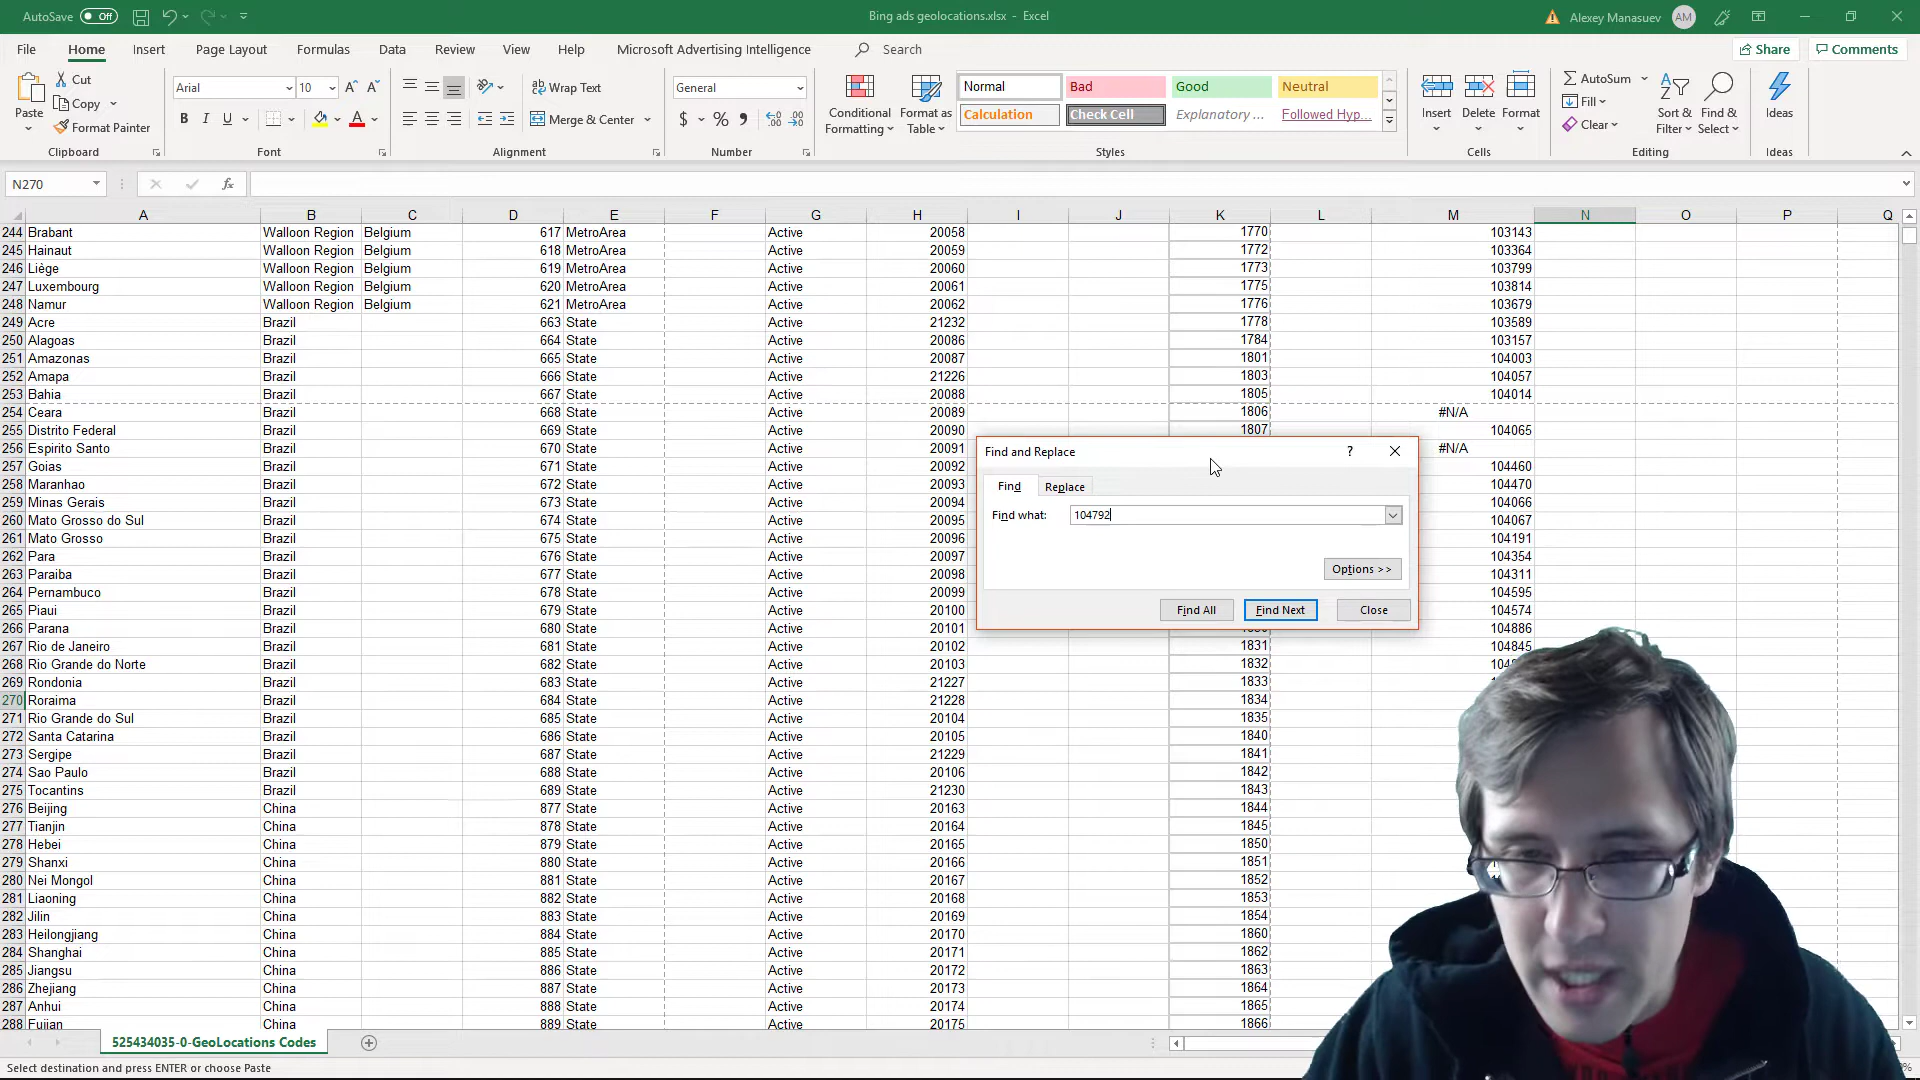 AutoSave Off
Bing ads geolocations.xlsx - Excel
Alexey Manasuev AM
File Home Insert Page Layout Formulas Data Review View Help Microsoft Advertising Intelligence Search
Share Comments
Paste Cut Copy Format Painter
Arial 10
B I U
Wrap Text
Merge & Center
General
$ % 9
Conditional Formatting
Format as Table
Normal Bad Good Neutral
Calculation Check Cell Explanatory ... Followed Hyp...
Insert Delete Format
AutoSum
Fill
Clear
Sort & Filter
Find & Select
Ideas
Clipboard Font Alignment Number Styles Cells Editing Ideas
N270 fx
A B C D E F G H I J K L M N O P Q
244 Brabant Walloon Region Belgium 617 MetroArea Active 20058 1770 103143
245 Hainaut Walloon Region Belgium 618 MetroArea Active 20059 1772 103364
246 Liège Walloon Region Belgium 619 MetroArea Active 20060 1773 103799
247 Luxembourg Walloon Region Belgium 620 MetroArea Active 20061 1775 103814
248 Namur Walloon Region Belgium 621 MetroArea Active 20062 1776 103679
249 Acre Brazil 663 State Active 21232 1778 103589
250 Alagoas Brazil 664 State Active 20086 1784 103157
251 Amazonas Brazil 665 State Active 20087 1801 104003
252 Amapa Brazil 666 State Active 21226 1803 104057
253 Bahia Brazil 667 State Active 20088 1805 104014
254 Ceara Brazil 668 State Active 20089 1806 #N/A
255 Distrito Federal Brazil 669 State Active 20090 1807 104065
256 Espirito Santo Brazil 670 State Active 20091 #N/A
257 Goias Brazil 671 State Active 20092 104460
258 Maranhao Brazil 672 State Active 20093 104470
259 Minas Gerais Brazil 673 State Active 20094 104066
260 Mato Grosso do Sul Brazil 674 State Active 20095 104067
261 Mato Grosso Brazil 675 State Active 20096 104191
262 Para Brazil 676 State Active 20097 104354
263 Paraiba Brazil 677 State Active 20098 104311
264 Pernambuco Brazil 678 State Active 20099 104595
265 Piaui Brazil 679 State Active 20100 104574
266 Parana Brazil 680 State Active 20101 104886
267 Rio de Janeiro Brazil 681 State Active 20102 1831 104845
268 Rio Grande do Norte Brazil 682 State Active 20103 1832
269 Rondonia Brazil 683 State Active 21227 1833
270 Roraima Brazil 684 State Active 21228 1834
271 Rio Grande do Sul Brazil 685 State Active 20104 1835
272 Santa Catarina Brazil 686 State Active 20105 1840
273 Sergipe Brazil 687 State Active 21229 1841
274 Sao Paulo Brazil 688 State Active 20106 1842
275 Tocantins Brazil 689 State Active 21230 1843
276 Beijing China 877 State Active 20163 1844
277 Tianjin China 878 State Active 20164 1845
278 Hebei China 879 State Active 20165 1850
279 Shanxi China 880 State Active 20166 1851
280 Nei Mongol China 881 State Active 20167 1852
281 Liaoning China 882 State Active 20168 1853
282 Jilin China 883 State Active 20169 1854
283 Heilongjiang China 884 State Active 20170 1860
284 Shanghai China 885 State Active 20171 1862
285 Jiangsu China 886 State Active 20172 1863
286 Zhejiang China 887 State Active 20173 1864
287 Anhui China 888 State Active 20174 1865
288 Fujian China 889 State Active 20175 1866
Find and Replace ?
Find Replace
Find what: 104792
Options >>
Find All Find Next Close
525434035-0-GeoLocations Codes
Select destination and press ENTER or choose Paste